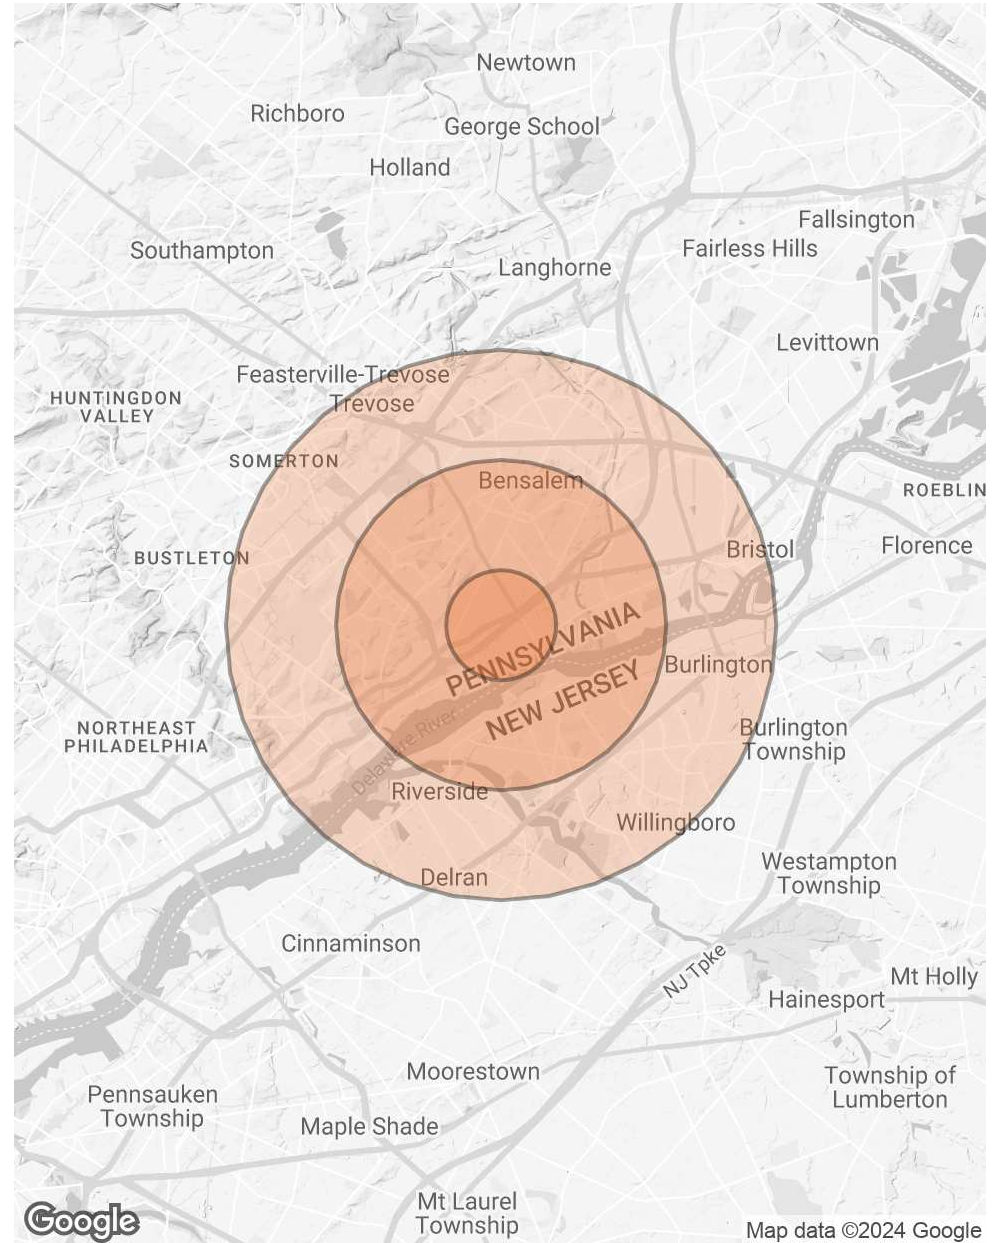 Newtown
Richboro
George School
Holland
Fallsington
Southampton
Fairless Hills
Langhorne
Levittown
Feasterville-Trevose
Trevose
HUNTINGDON
VALLEY
SOMERTON
Bensalem
ROEBLIN
BUSTLETON
Bristol
Florence
PENNSYLVANIA
NEW JERSEY
Burlington
Delaware River
NORTHEAST
PHILADELPHIA
Burlington
Township
Riverside
Willingboro
Delran
Westampton
Township
Cinnaminson
NJ Tpke
Mt Holly
Hainesport
Moorestown
Township of
Lumberton
Pennsauken
Township
Maple Shade
Mt Laurel
Township
Google
Map data ©2024 Google